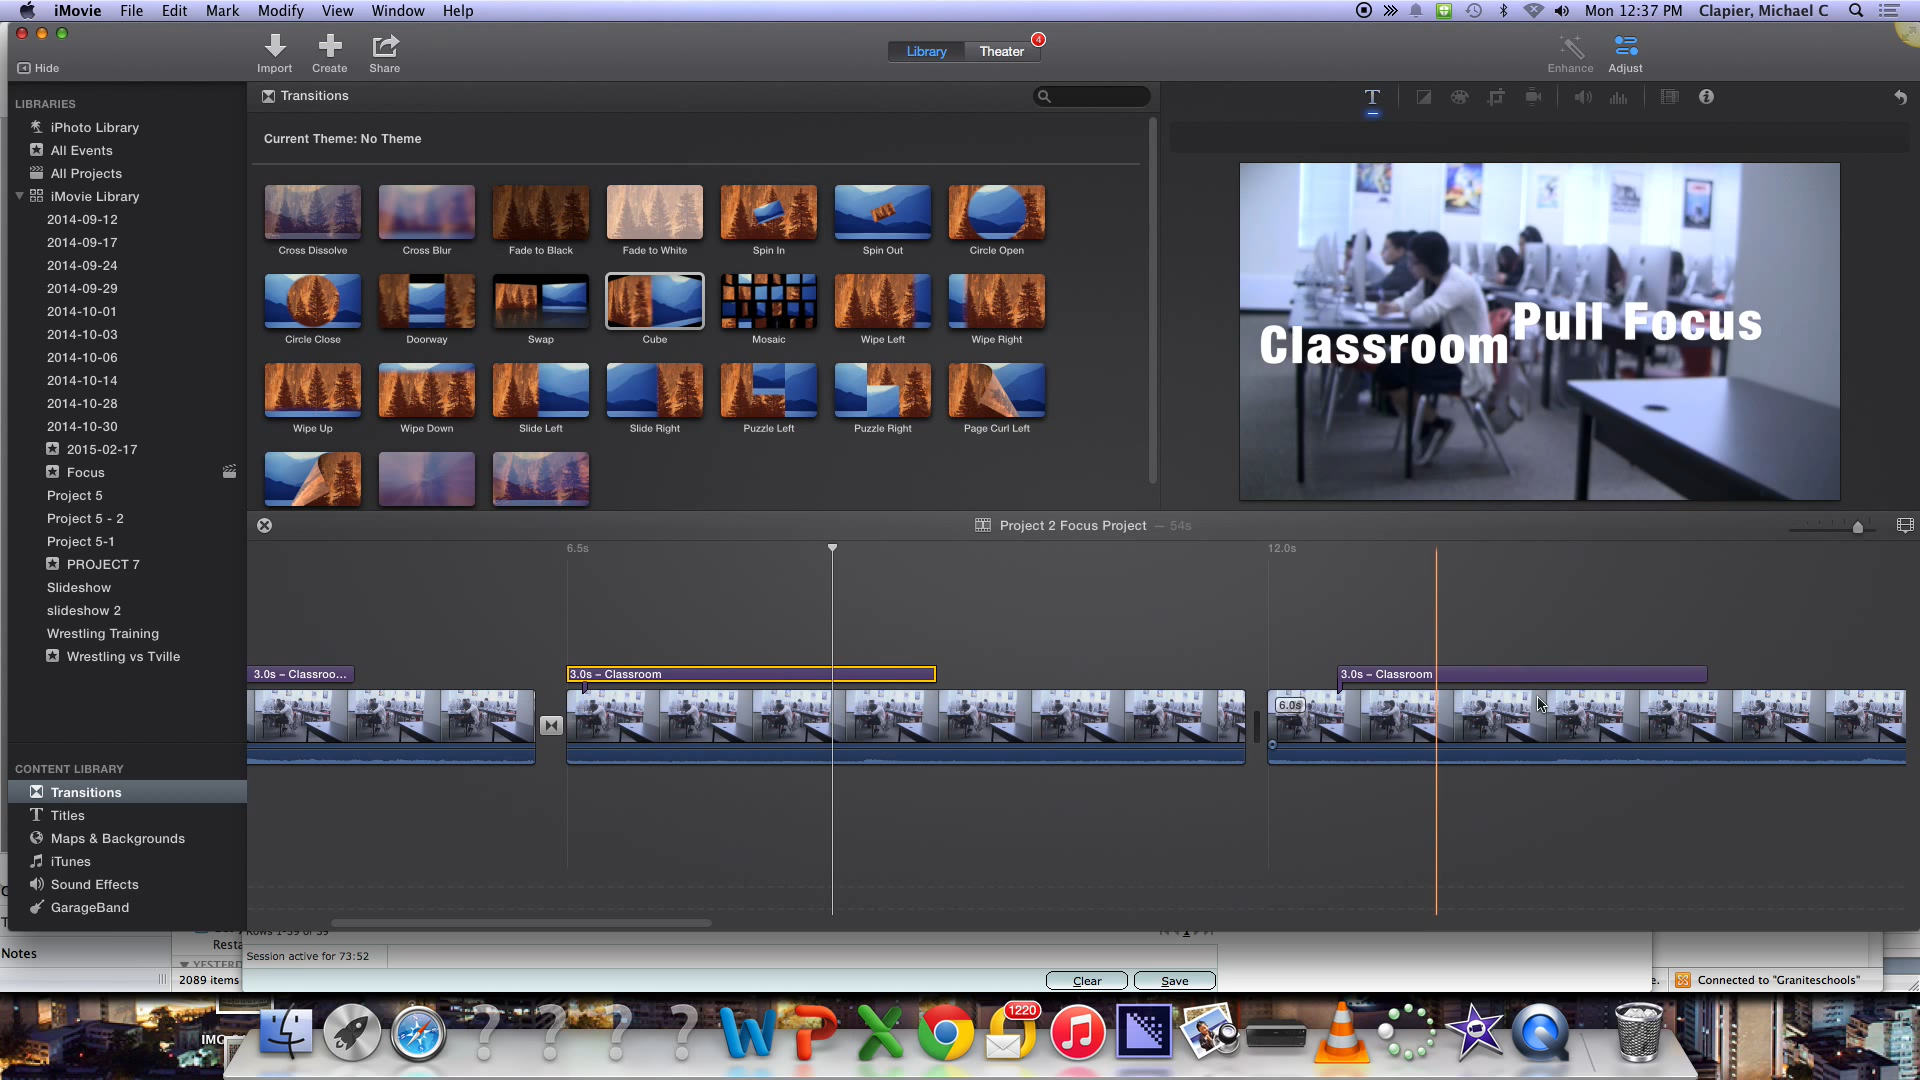 iMovie File Edit Mark Modify View Window Help
Mon 12:37 PM Clapier, Michael C
Hide
Import Create Share
Library Theater 4
Enhance Adjust
LIBRARIES
iPhoto Library
All Events
All Projects
iMovie Library
2014-09-12
2014-09-17
2014-09-24
2014-09-29
2014-10-01
2014-10-03
2014-10-06
2014-10-14
2014-10-28
2014-10-30
2015-02-17
Focus
Project 5
Project 5 - 2
Project 5-1
PROJECT 7
Slideshow
slideshow 2
Wrestling Training
Wrestling vs Tville
CONTENT LIBRARY
Transitions
Titles
Maps & Backgrounds
iTunes
Sound Effects
GarageBand
Transitions
Current Theme: No Theme
Cross Dissolve Cross Blur Fade to Black Fade to White Spin In Spin Out Circle Open
Circle Close Doorway Swap Cube Mosaic Wipe Left Wipe Right
Wipe Up Wipe Down Slide Left Slide Right Puzzle Left Puzzle Right Page Curl Left
T
Classroom Pull Focus
Project 2 Focus Project — 54s
6.5s 12.0s
3.0s – Classroo... 3.0s – Classroom 3.0s – Classroom
6.0s
Notes
Session active for 73:52
2089 items
Clear Save
Connected to "Graniteschools"
1220